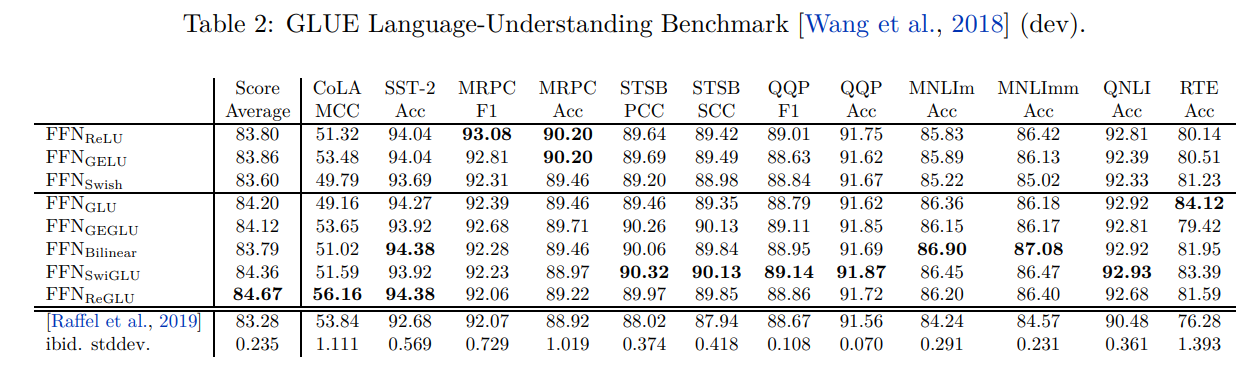 Table 2: GLUE Language-Understanding Benchmark [Wang et al., 2018] (dev).
Score CoLA SST-2 MRPC MRPC STSB STSB QQP QQP MNLIm MNLImm QNLI RTE
Average MCC Acc F1 Acc PCC SCC F1 Acc Acc Acc Acc Acc
FFNReLU 83.80 51.32 94.04 93.08 90.20 89.64 89.42 89.01 91.75 85.83 86.42 92.81 80.14
FFNGELU 83.86 53.48 94.04 92.81 90.20 89.69 89.49 88.63 91.62 85.89 86.13 92.39 80.51
FFNSwish 83.60 49.79 93.69 92.31 89.46 89.20 88.98 88.84 91.67 85.22 85.02 92.33 81.23
FFNGLU 84.20 49.16 94.27 92.39 89.46 89.46 89.35 88.79 91.62 86.36 86.18 92.92 84.12
FFNGEGLU 84.12 53.65 93.92 92.68 89.71 90.26 90.13 89.11 91.85 86.15 86.17 92.81 79.42
FFNBilinear 83.79 51.02 94.38 92.28 89.46 90.06 89.84 88.95 91.69 86.90 87.08 92.92 81.95
FFNSwiGLU 84.36 51.59 93.92 92.23 88.97 90.32 90.13 89.14 91.87 86.45 86.47 92.93 83.39
FFNReGLU 84.67 56.16 94.38 92.06 89.22 89.97 89.85 88.86 91.72 86.20 86.40 92.68 81.59
[Raffel et al., 2019] 83.28 53.84 92.68 92.07 88.92 88.02 87.94 88.67 91.56 84.24 84.57 90.48 76.28
ibid. stddev. 0.235 1.111 0.569 0.729 1.019 0.374 0.418 0.108 0.070 0.291 0.231 0.361 1.393